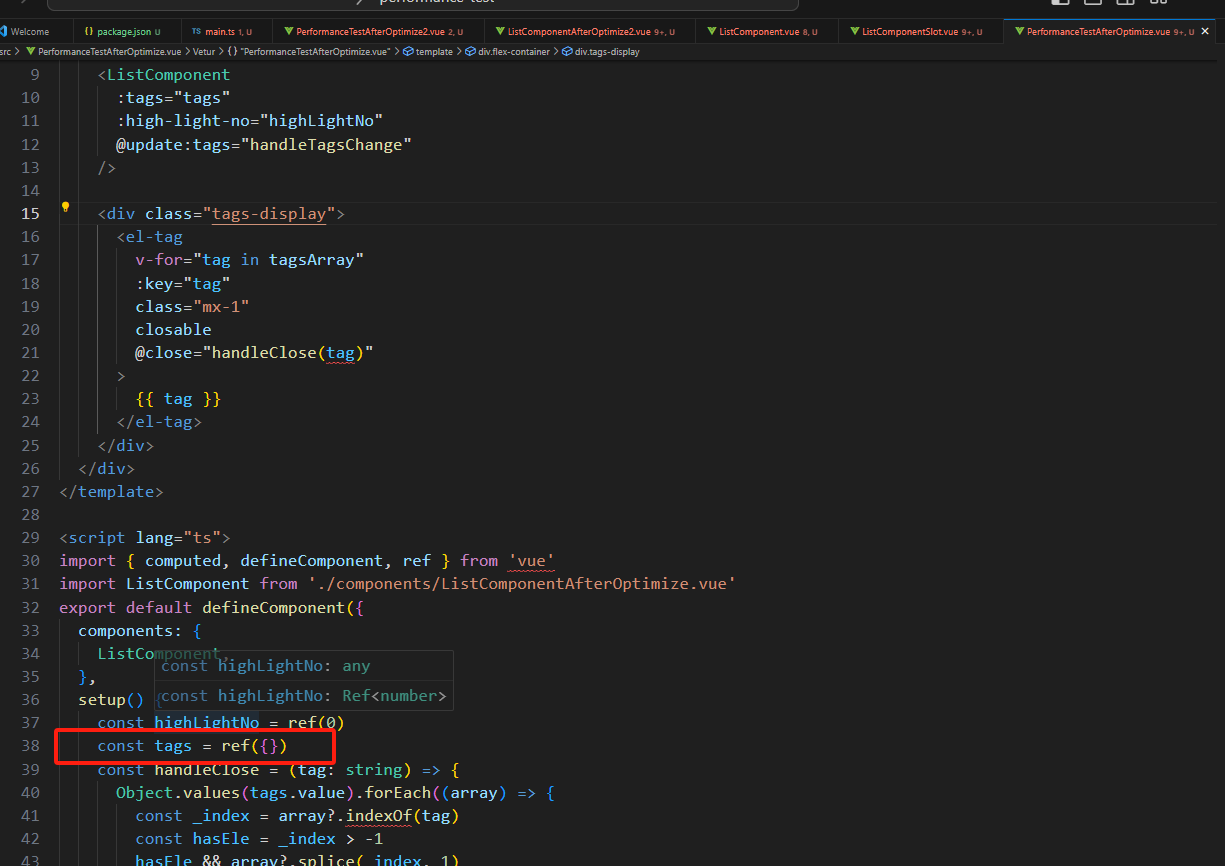 performance-test
Welcome
{} package.json U
TS main.ts 1, U
PerformanceTestAfterOptimize2.vue 2, U
ListComponentAfterOptimize2.vue 9+, U
ListComponent.vue 8, U
ListComponentSlot.vue 9+, U
PerformanceTestAfterOptimize.vue 9+, U
src > PerformanceTestAfterOptimize.vue > Vetur > {} "PerformanceTestAfterOptimize.vue" > template > div.flex-container > div.tags-display
9 <ListComponent
10 :tags="tags"
11 :high-light-no="highLightNo"
12 @update:tags="handleTagsChange"
13 />
14
15 <div class="tags-display">
16 <el-tag
17 v-for="tag in tagsArray"
18 :key="tag"
19 class="mx-1"
20 closable
21 @close="handleClose(tag)"
22 >
23 {{ tag }}
24 </el-tag>
25 </div>
26 </div>
27 </template>
28
29 <script lang="ts">
30 import { computed, defineComponent, ref } from 'vue'
31 import ListComponent from './components/ListComponentAfterOptimize.vue'
32 export default defineComponent({
33 components: {
34 ListComponent,
const highLightNo: any
35 },
36 setup() {
const highLightNo: Ref<number>
37 const highLightNo = ref(0)
38 const tags = ref({})
39 const handleClose = (tag: string) => {
40 Object.values(tags.value).forEach((array) => {
41 const _index = array?.indexOf(tag)
42 const hasEle = _index > -1
43 hasEle && array?.splice(_index, 1)